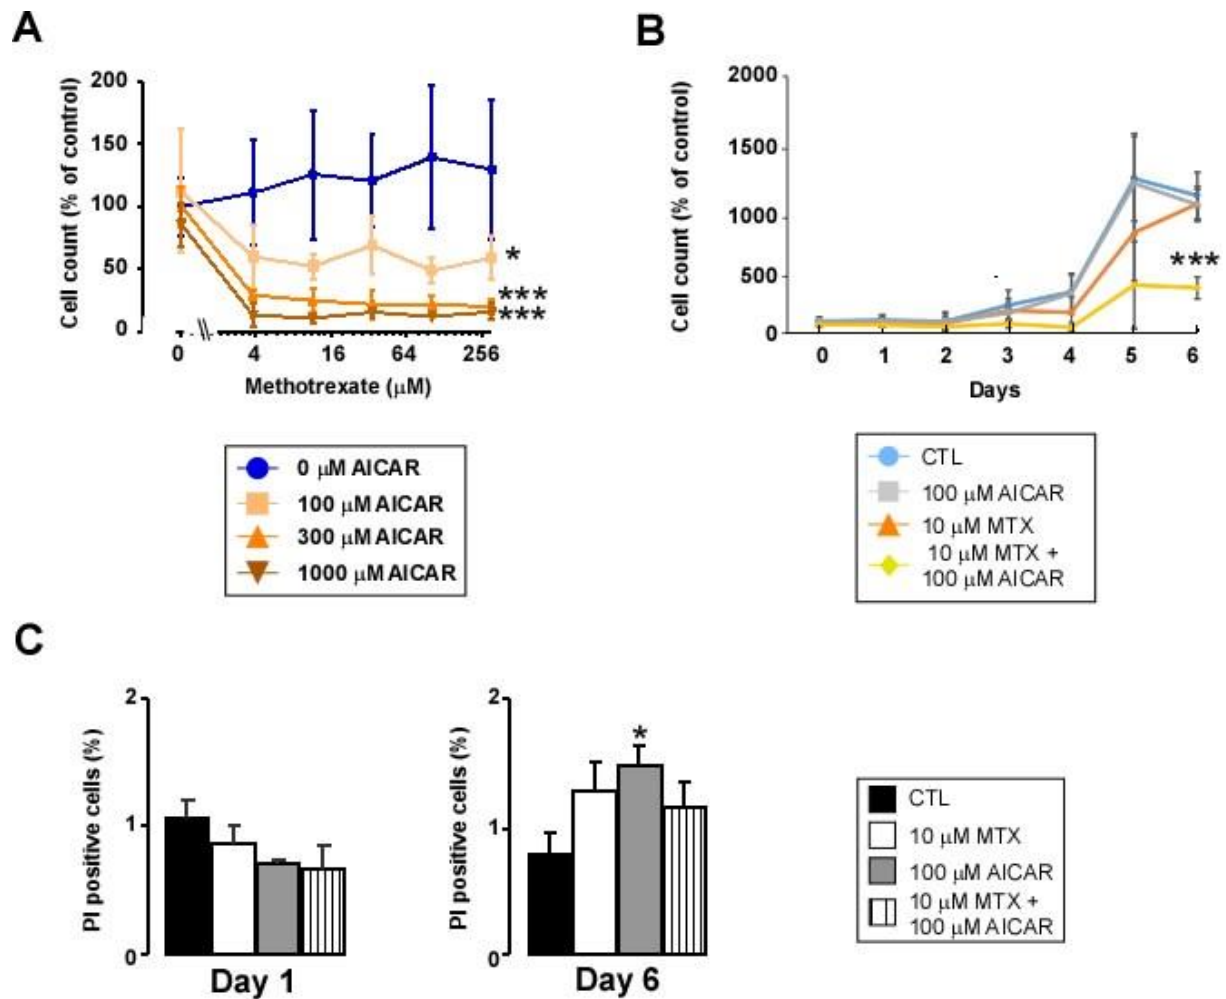 A
Cell count (% of control)
200
150
100
50
0
0 4 16 64 256
Methotrexate (μM)
*
***
***
0 μM AICAR
100 μM AICAR
300 μM AICAR
1000 μM AICAR
B
Cell count (% of control)
2000
1500
1000
500
0
0 1 2 3 4 5 6
Days
***
CTL
100 μM AICAR
10 μM MTX
10 μM MTX +
100 μM AICAR
C
PI positive cells (%)
2
1
0
Day 1
PI positive cells (%)
2
1
0
*
Day 6
CTL
10 μM MTX
100 μM AICAR
10 μM MTX +
100 μM AICAR